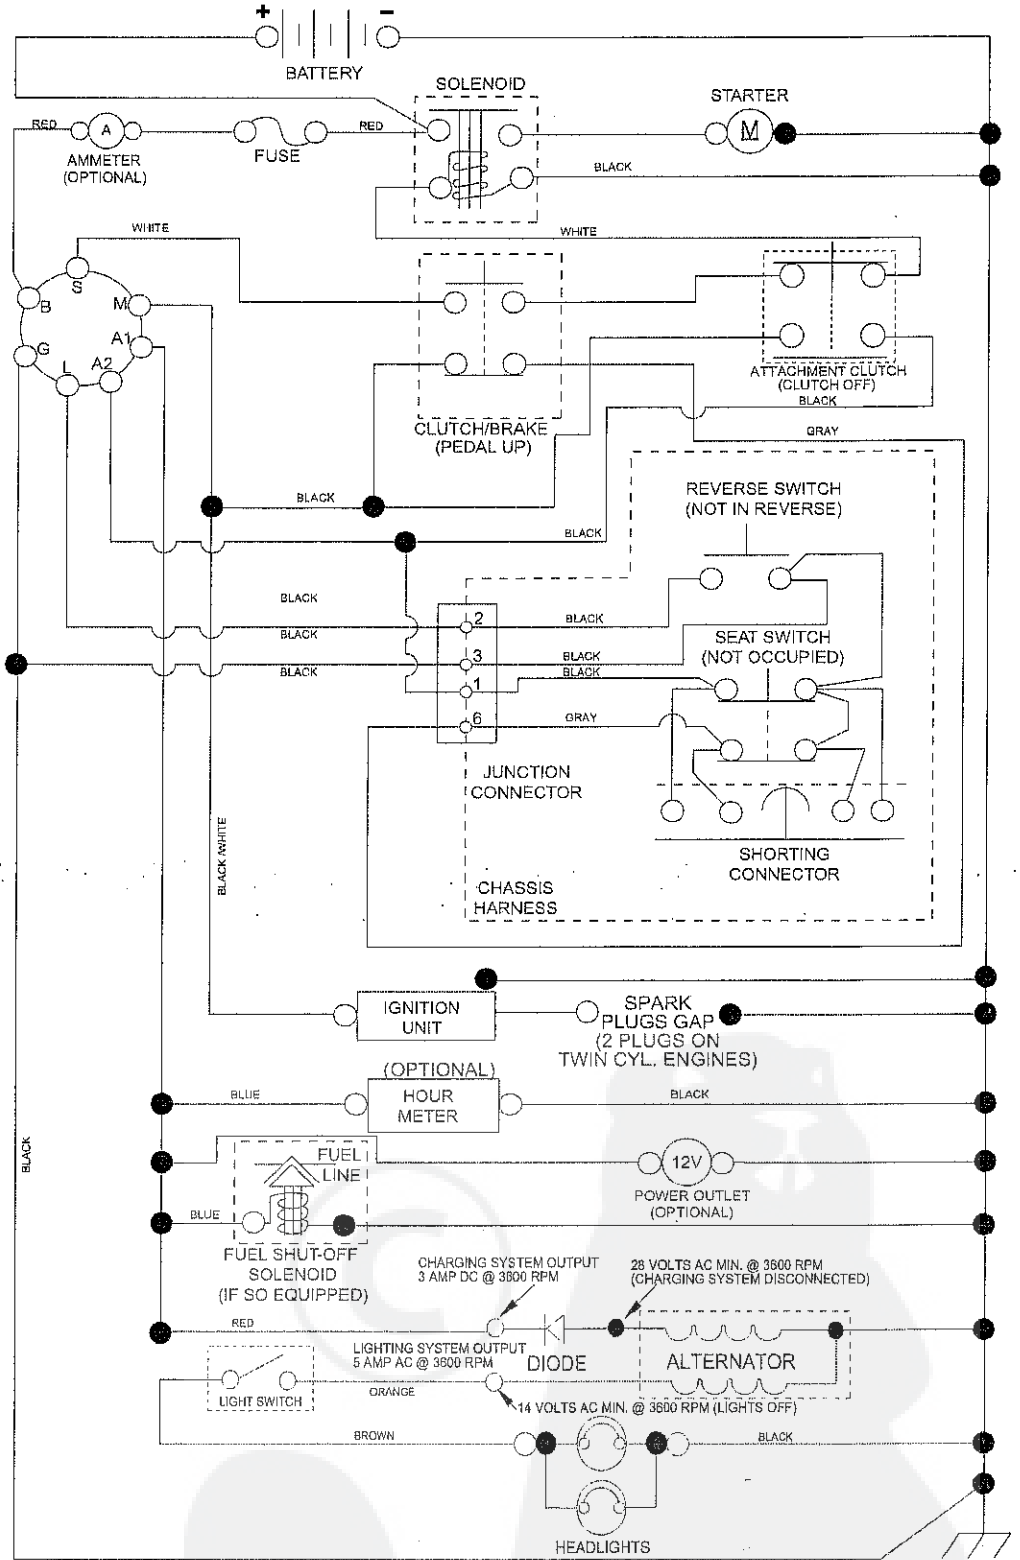 + −
BATTERY
SOLENOID
STARTER
RED
A
RED
M
AMMETER
(OPTIONAL)
FUSE
BLACK
WHITE
WHITE
S
B
M
A1
G
L
A2
ATTACHMENT CLUTCH
(CLUTCH OFF)
BLACK
CLUTCH/BRAKE
(PEDAL UP)
GRAY
REVERSE SWITCH
(NOT IN REVERSE)
BLACK
BLACK
BLACK
2
BLACK
BLACK
SEAT SWITCH
(NOT OCCUPIED)
3
BLACK
BLACK
BLACK
1
6
GRAY
JUNCTION
CONNECTOR
SHORTING
CONNECTOR
BLACK/WHITE
CHASSIS
HARNESS
IGNITION
UNIT
SPARK
PLUGS GAP
(2 PLUGS ON
TWIN CYL. ENGINES)
(OPTIONAL)
BLUE
HOUR
METER
BLACK
BLACK
FUEL
LINE
12V
POWER OUTLET
(OPTIONAL)
BLUE
FUEL SHUT-OFF
SOLENOID
(IF SO EQUIPPED)
CHARGING SYSTEM OUTPUT
3 AMP DC @ 3600 RPM
28 VOLTS AC MIN. @ 3600 RPM
(CHARGING SYSTEM DISCONNECTED)
RED
LIGHTING SYSTEM OUTPUT
5 AMP AC @ 3600 RPM
DIODE
ALTERNATOR
LIGHT SWITCH
ORANGE
14 VOLTS AC MIN. @ 3600 RPM (LIGHTS OFF)
BROWN
BLACK
HEADLIGHTS
©